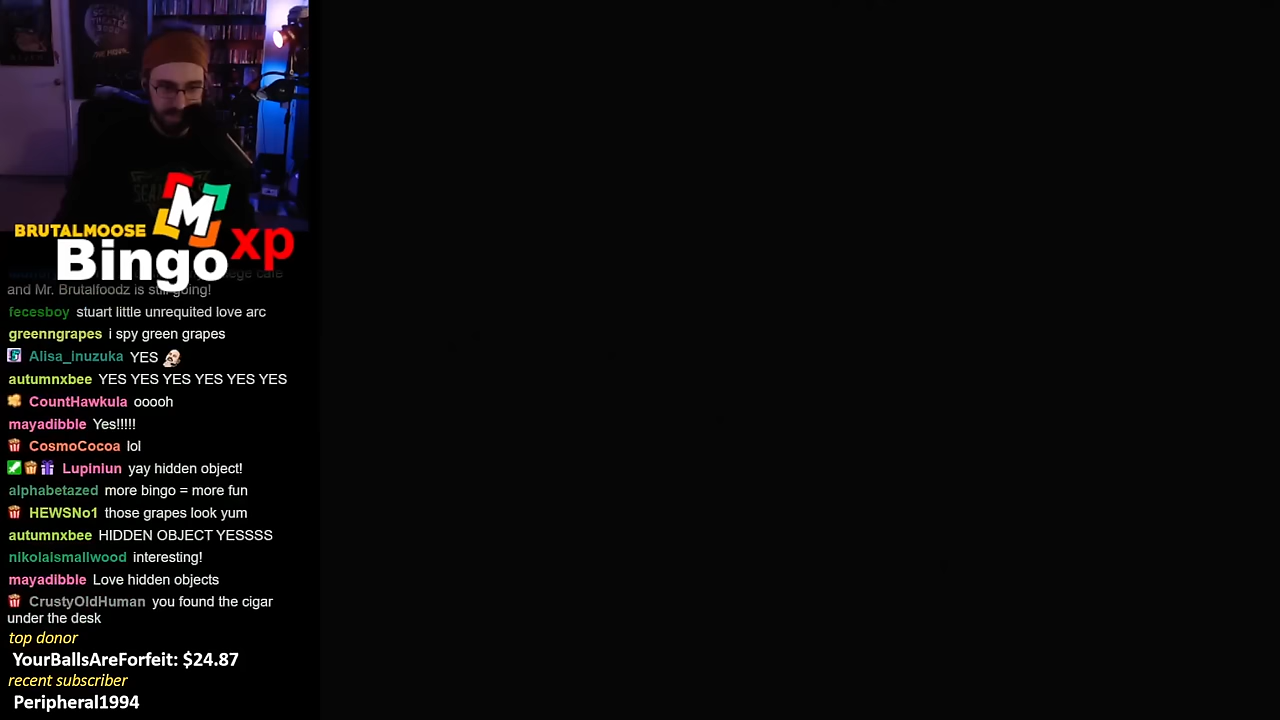 BRUTALMOOSE
M
Bingo xp
and Mr. Brutalfoodz is still going!
fecesboy stuart little unrequited love arc
greenngrapes i spy green grapes
Alisa_inuzuka YES
autumnxbee YES YES YES YES YES YES
CountHawkula ooooh
mayadibble Yes!!!!!
CosmoCocoa lol
Lupiniun yay hidden object!
alphabetazed more bingo = more fun
HEWSNo1 those grapes look yum
autumnxbee HIDDEN OBJECT YESSSS
nikolaismallwood interesting!
mayadibble Love hidden objects
CrustyOldHuman you found the cigar
under the desk
top donor
YourBallsAreForfeit: $24.87
recent subscriber
Peripheral1994